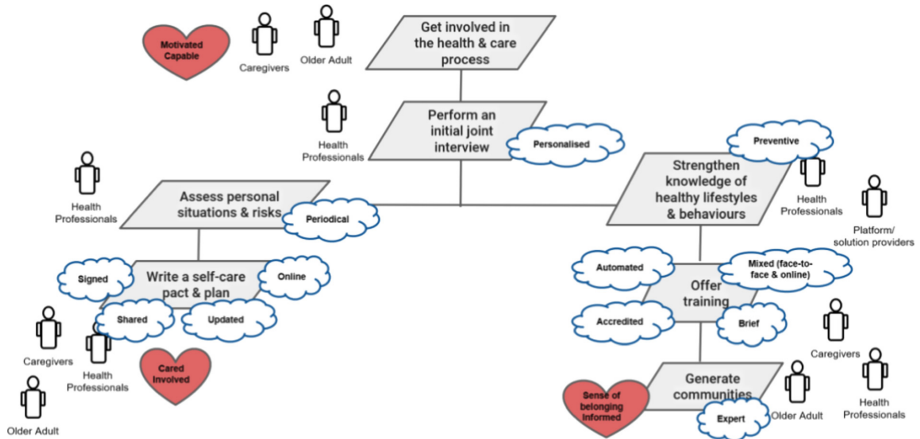 Get involved in
the health & care
process
Motivated
Capable
Caregivers
Older Adult
Perform an
initial joint
interview
Personalised
Health
Professionals
Preventive
Strengthen
knowledge of
healthy lifestyles
& behaviours
Health
Professionals
Platform/
solution providers
Health
Professionals
Assess personal
situations & risks
Periodical
Signed
Write a self-care
pact & plan
Online
Shared
Updated
Caregivers
Health
Professionals
Older Adult
Cared
Involved
Automated
Mixed (face-to-
face & online)
Offer
training
Accredited
Brief
Caregivers
Generate
communities
Sense of
belonging
Informed
Expert
Older Adult
Health
Professionals